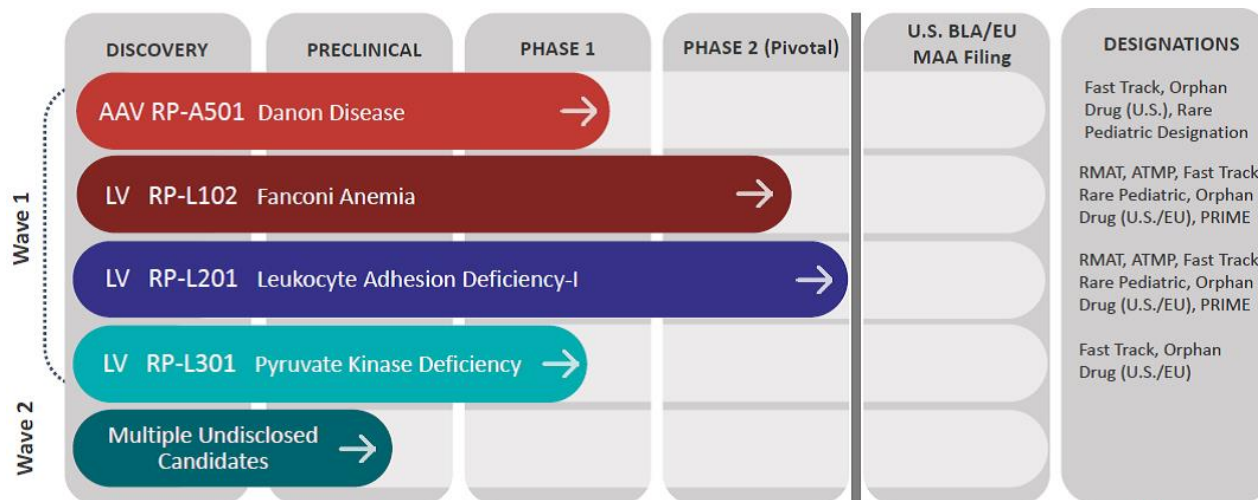 DISCOVERY
PRECLINICAL
PHASE 1
PHASE 2 (Pivotal)
U.S. BLA/EU
MAA Filing
DESIGNATIONS
Wave 1
AAV RP-A501 Danon Disease
Fast Track, Orphan
Drug (U.S.), Rare
Pediatric Designation
LV RP-L102 Fanconi Anemia
RMAT, ATMP, Fast Track
Rare Pediatric, Orphan
Drug (U.S./EU), PRIME
LV RP-L201 Leukocyte Adhesion Deficiency-I
RMAT, ATMP, Fast Track
Rare Pediatric, Orphan
Drug (U.S./EU), PRIME
LV RP-L301 Pyruvate Kinase Deficiency
Fast Track, Orphan
Drug (U.S./EU)
Wave 2
Multiple Undisclosed
Candidates